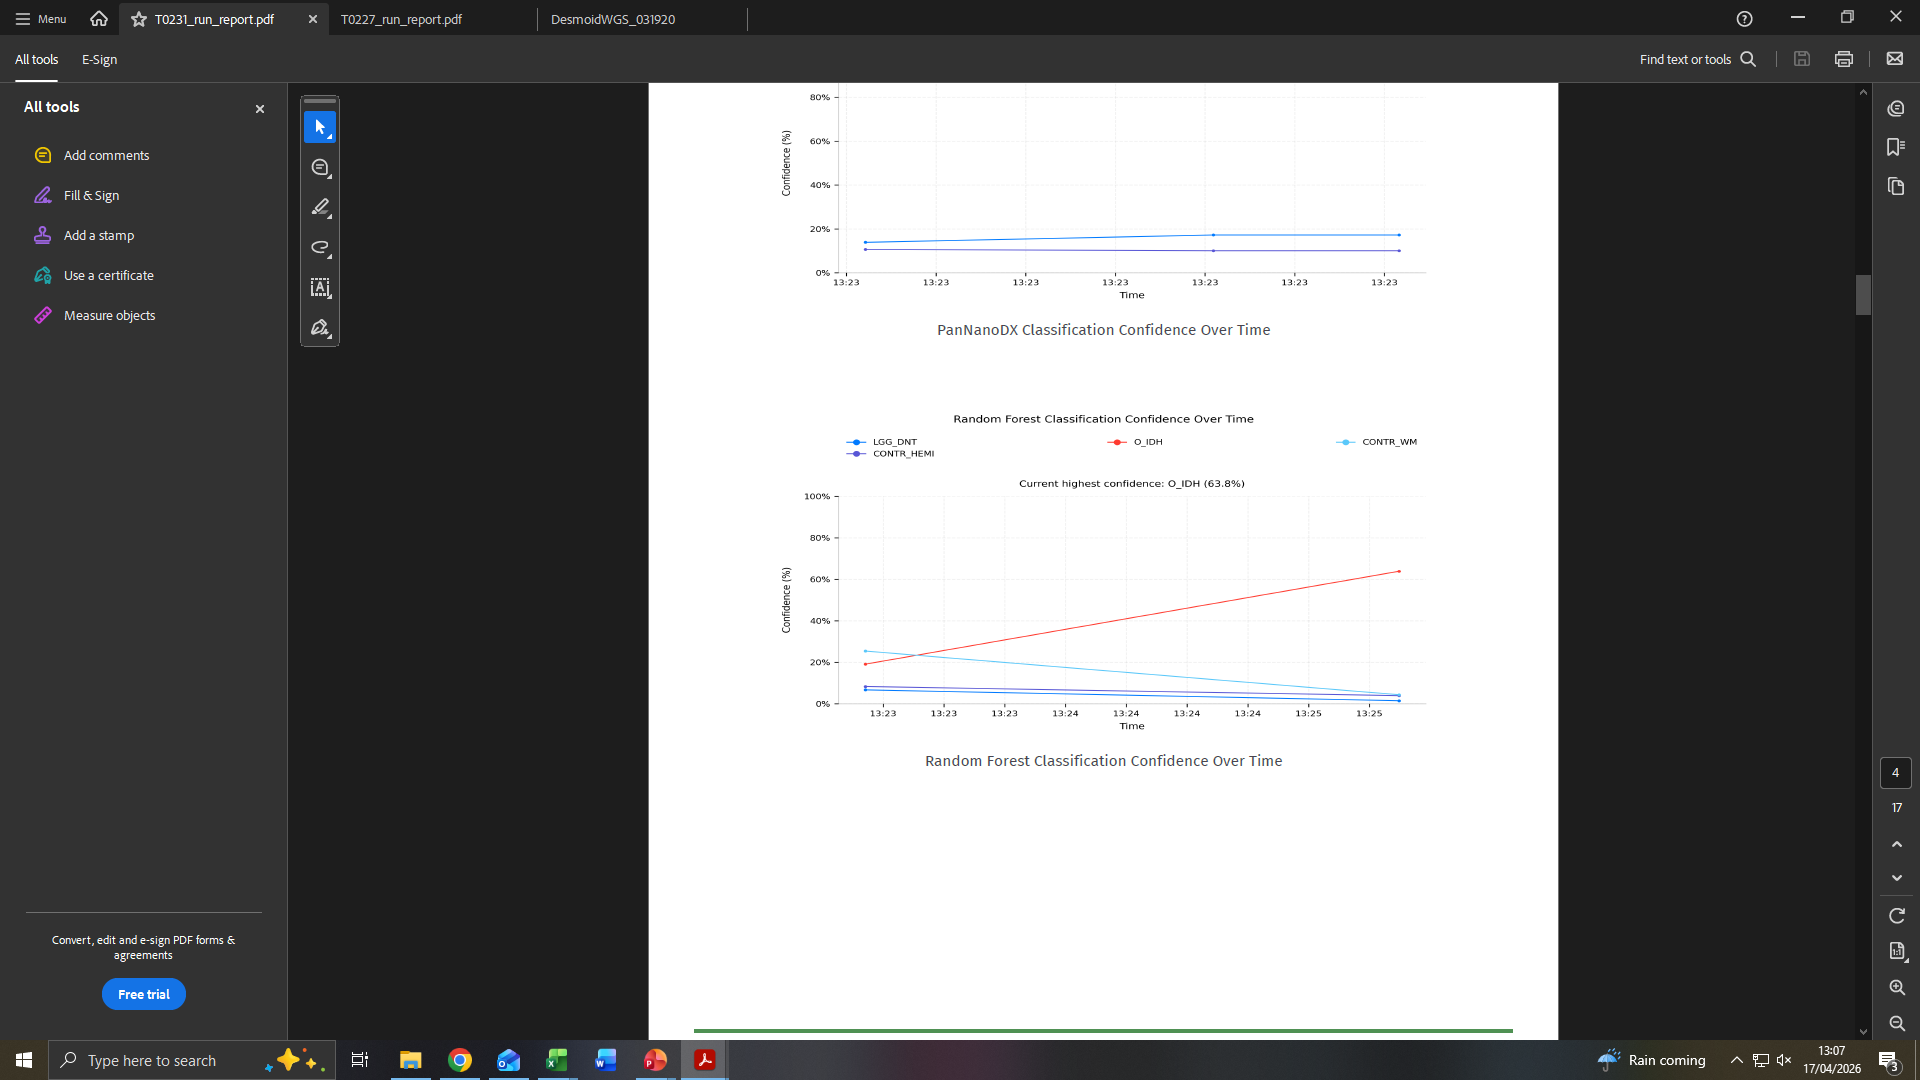 Menu
T0231_run_report.pdf
T0227_run_report.pdf
DesmoidWGS_031920
All tools
E-Sign
Find text or tools
All tools
Add comments
Fill & Sign
Add a stamp
Use a certificate
Measure objects
Convert, edit and e-sign PDF forms &
agreements
Free trial
80%
60%
40%
20%
0%
Confidence (%)
13:23 13:23 13:23 13:23 13:23 13:23 13:23
Time
PanNanoDX Classification Confidence Over Time
Random Forest Classification Confidence Over Time
LGG_DNT O_IDH CONTR_WM
CONTR_HEMI
Current highest confidence: O_IDH (63.8%)
100%
80%
60%
40%
20%
0%
Confidence (%)
13:23 13:23 13:23 13:24 13:24 13:24 13:24 13:25 13:25
Time
Random Forest Classification Confidence Over Time
4
17
1:1
Type here to search
Rain coming
13:07
17/04/2026
3